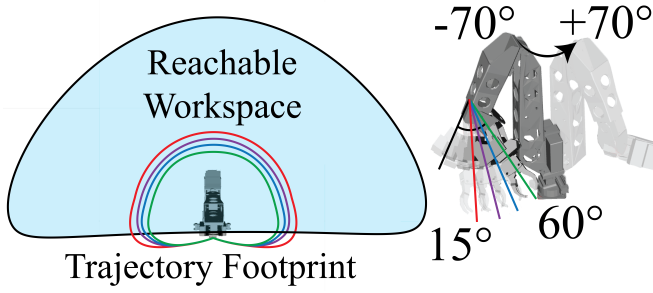 Reachable
Workspace
Trajectory Footprint
-70°
+70°
15°
60°